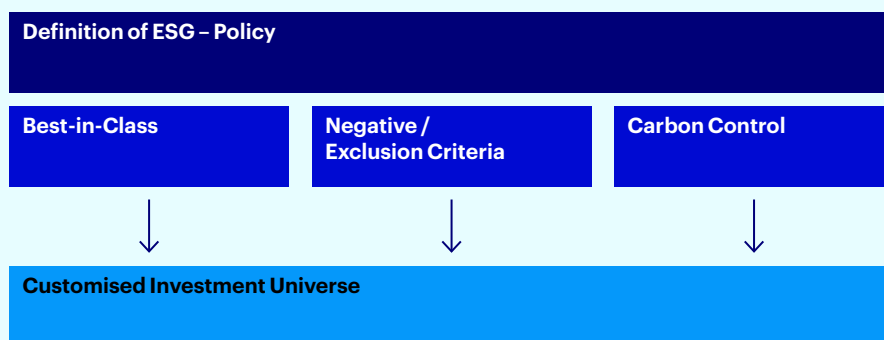 Definition of ESG – Policy
Best-in-Class
Negative /
Exclusion Criteria
Carbon Control
Customised Investment Universe